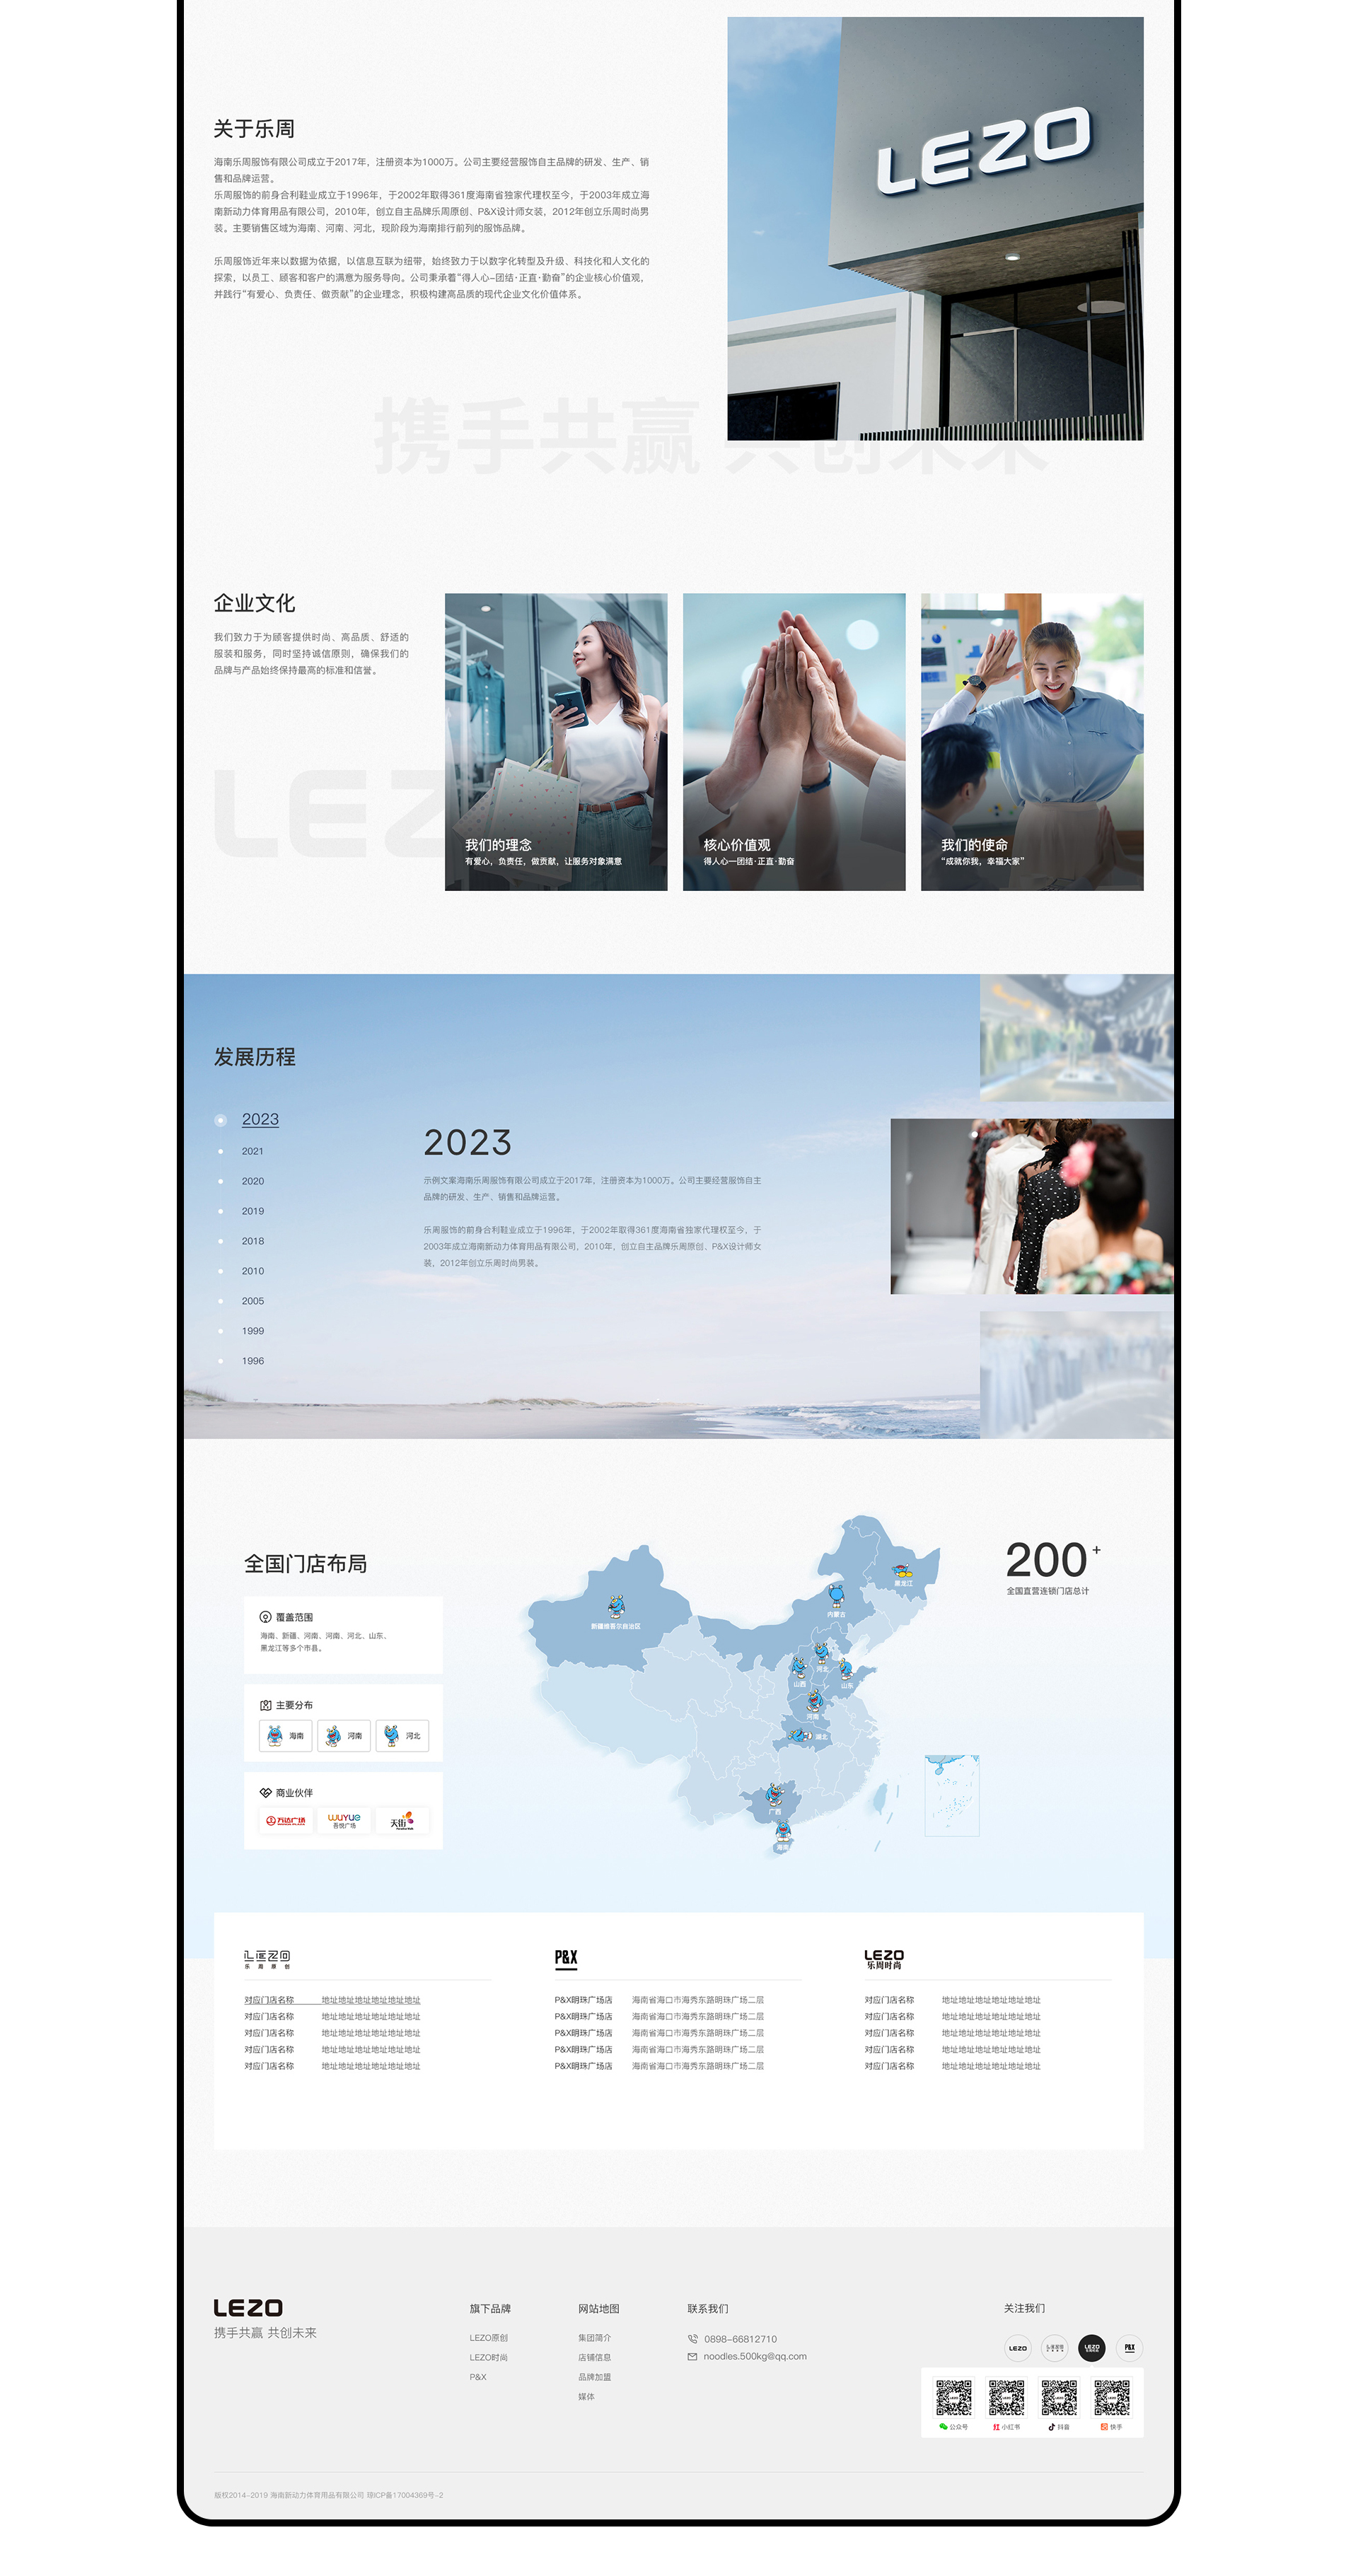 LEZO
关于乐周
海南乐周服饰有限公司成立于2017年，注册资本为1000万。公司主要经营服饰自主品牌的研发、生产、销
售和品牌运营。
乐周服饰的前身合利鞋业成立于1996年，于2002年取得361度海南省独家代理权至今，于2003年成立海
南新动力体育用品有限公司，2010年，创立自主品牌乐周原创、P&X设计师女装，2012年创立乐周时尚男
装。主要销售区域为海南、河南、河北，现阶段为海南排行前列的服饰品牌。
乐周服饰近年来以数据为依据，以信息互联为纽带，始终致力于以数字化转型及升级、科技化和人文化的
探索，以员工、顾客和客户的满意为服务导向。公司秉承着“得人心-团结·正直·勤奋”的企业核心价值观，
并践行“有爱心、负责任、做贡献”的企业理念，积极构建高品质的现代企业文化价值体系。
携手共赢 共创未来
企业文化
我们致力于为顾客提供时尚、高品质、舒适的
服装和服务，同时坚持诚信原则，确保我们的
品牌与产品始终保持最高的标准和信誉。
LEZ
我们的理念
有爱心，负责任，做贡献，让服务对象满意
核心价值观
得人心—团结·正直·勤奋
我们的使命
“成就你我，幸福大家”
发展历程
2023
2021
2020
2019
2018
2010
2005
1999
1996
2023
示例文案海南乐周服饰有限公司成立于2017年，注册资本为1000万。公司主要经营服饰自主
品牌的研发、生产、销售和品牌运营。
乐周服饰的前身合利鞋业成立于1996年，于2002年取得361度海南省独家代理权至今，于
2003年成立海南新动力体育用品有限公司，2010年，创立自主品牌乐周原创、P&X设计师女
装，2012年创立乐周时尚男装。
全国门店布局
覆盖范围
海南、新疆、河南、河南、河北、山东、
黑龙江等多个市县。
主要分布
海南
河南
河北
商业伙伴
万达广场
WUYUE
吾悦广场
天街
新疆维吾尔自治区
黑龙江
内蒙古
河北
山西
山东
河南
湖北
广西
海南
200+
全国直营连锁门店总计
LEZO
乐周原创
对应门店名称 地址地址地址地址地址地址
对应门店名称 地址地址地址地址地址地址
对应门店名称 地址地址地址地址地址地址
对应门店名称 地址地址地址地址地址地址
对应门店名称 地址地址地址地址地址地址
P&X
P&X明珠广场店 海南省海口市海秀东路明珠广场二层
P&X明珠广场店 海南省海口市海秀东路明珠广场二层
P&X明珠广场店 海南省海口市海秀东路明珠广场二层
P&X明珠广场店 海南省海口市海秀东路明珠广场二层
P&X明珠广场店 海南省海口市海秀东路明珠广场二层
LEZO
乐周时尚
对应门店名称 地址地址地址地址地址地址
对应门店名称 地址地址地址地址地址地址
对应门店名称 地址地址地址地址地址地址
对应门店名称 地址地址地址地址地址地址
对应门店名称 地址地址地址地址地址地址
LEZO
携手共赢 共创未来
旗下品牌
LEZO原创
LEZO时尚
P&X
网站地图
集团简介
店铺信息
品牌加盟
媒体
联系我们
0898-66812710
noodles.500kg@qq.com
关注我们
LEZO
LEZO
LEZO
P&X
公众号
小红书
抖音
快手
版权2014-2019 海南新动力体育用品有限公司 琼ICP备17004369号-2